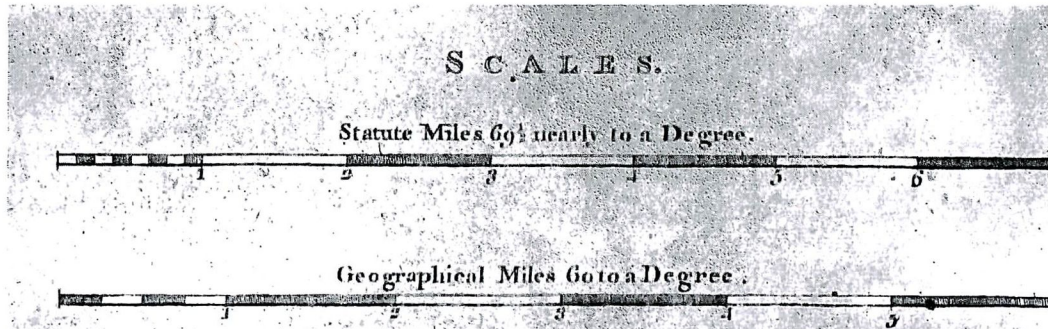 SCALES.
Statute Miles 69½ nearly to a Degree.
1 2 3 4 5 6
Geographical Miles 60 to a Degree.
1 2 3 4 5